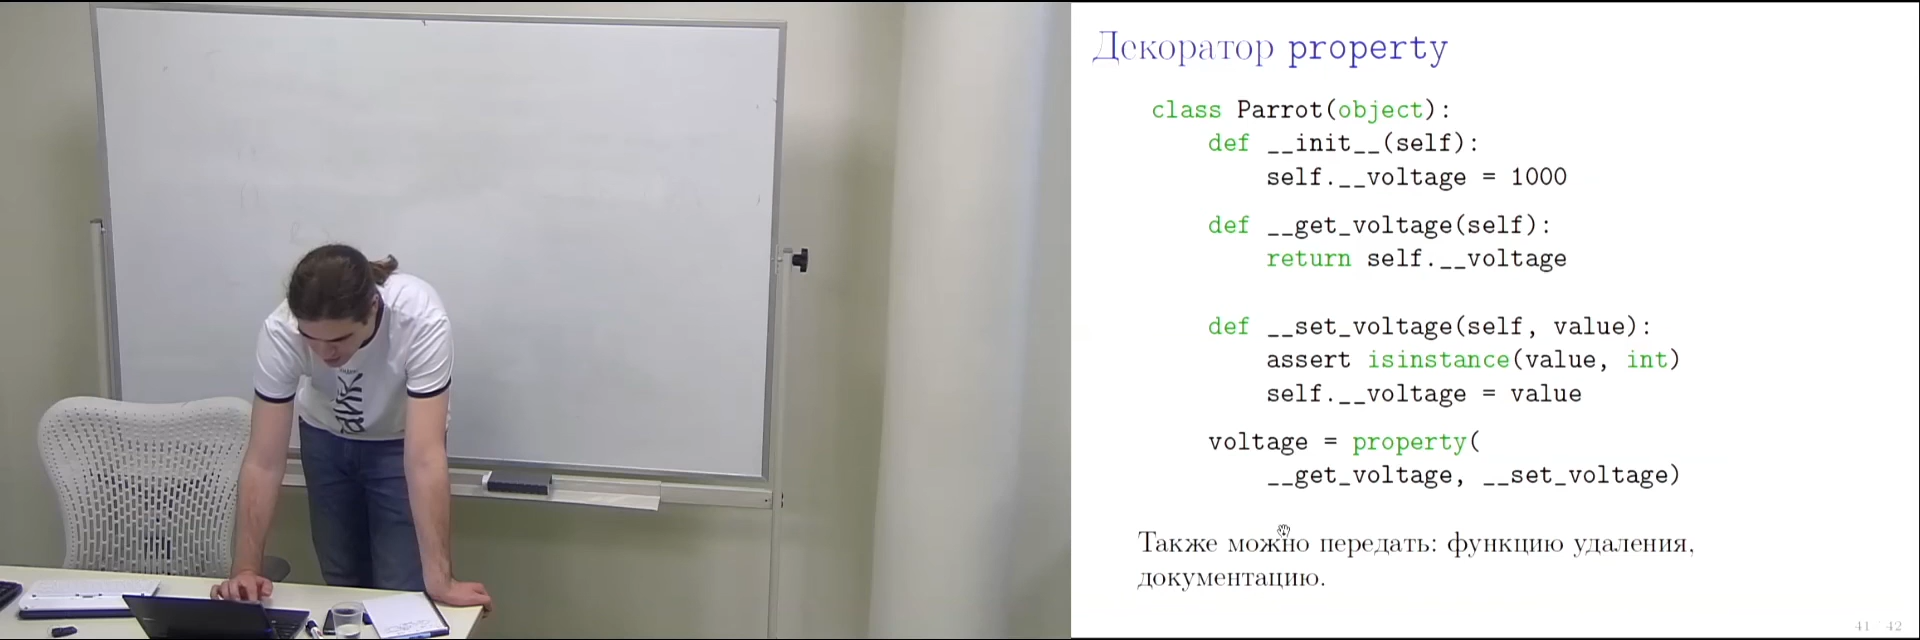 Декоратор property
class Parrot(object):
def __init__(self):
self.__voltage = 1000
def __get_voltage(self):
return self.__voltage
def __set_voltage(self, value):
assert isinstance(value, int)
self.__voltage = value
voltage = property(
__get_voltage, __set_voltage)
Также можно передать: функцию удаления,
документацию.
41 / 42